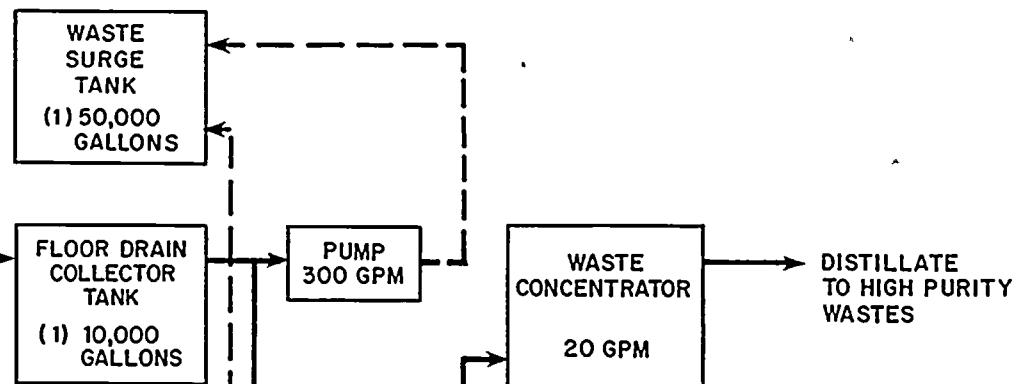 WASTE
SURGE
TANK
(1) 50,000
GALLONS
FLOOR DRAIN
COLLECTOR
TANK
(1) 10,000
GALLONS
PUMP
300 GPM
WASTE
CONCENTRATOR
20 GPM
DISTILLATE
TO HIGH PURITY
WASTES